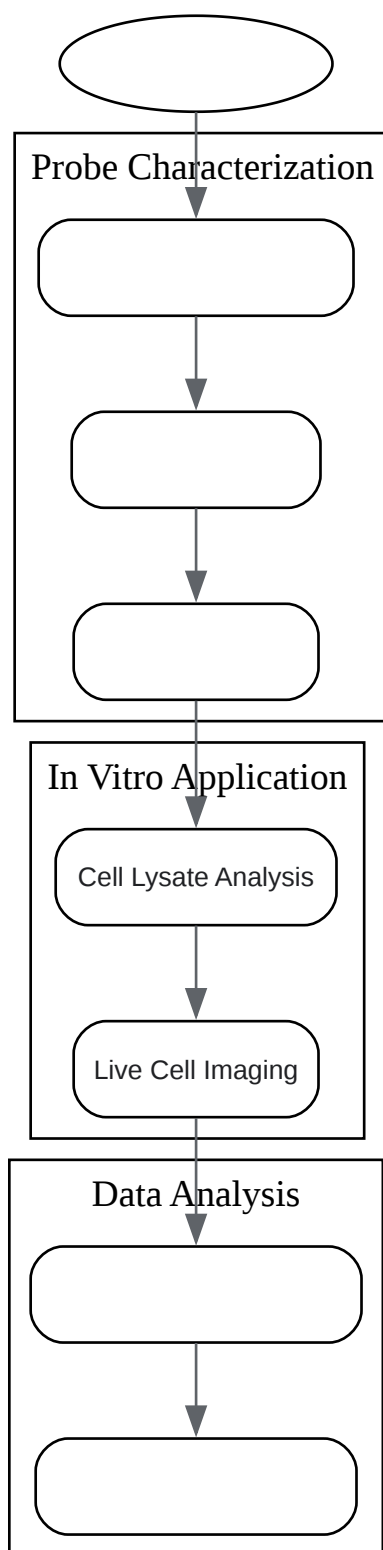 Probe Characterization
In Vitro Application
Cell Lysate Analysis
Live Cell Imaging
Data Analysis